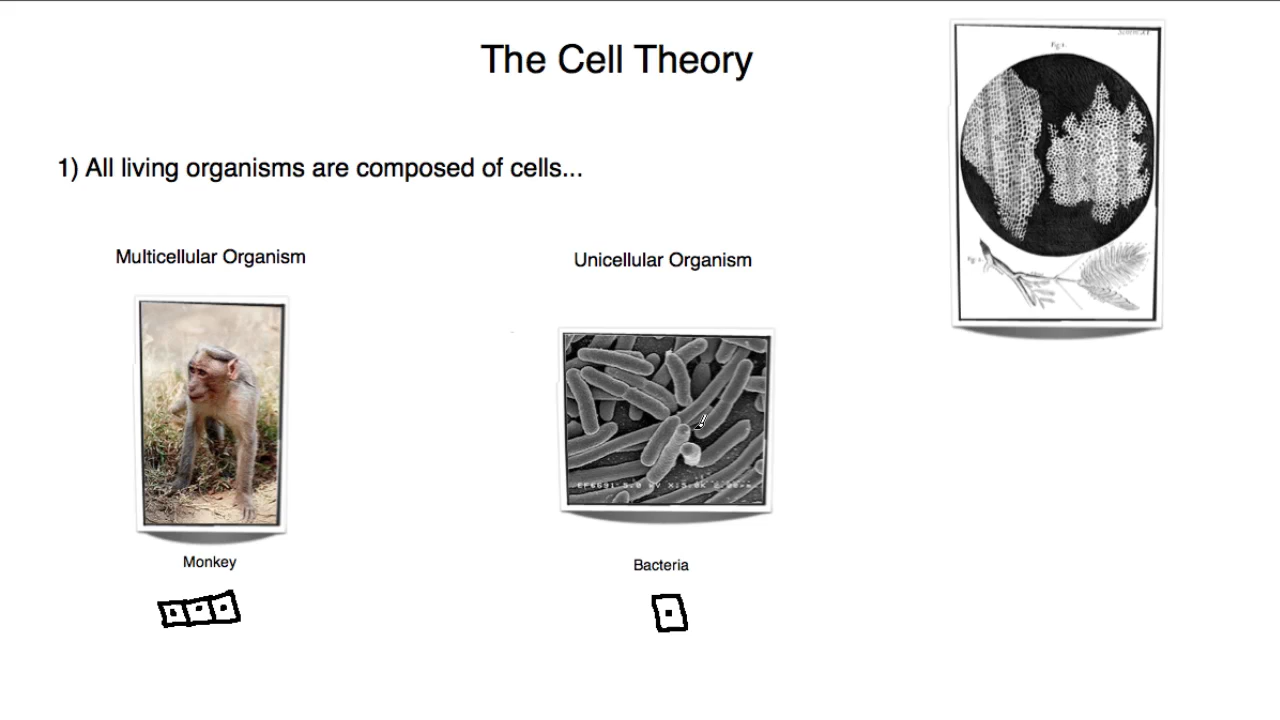 The Cell Theory
1) All living organisms are composed of cells...
Multicellular Organism
Unicellular Organism
Monkey
Bacteria